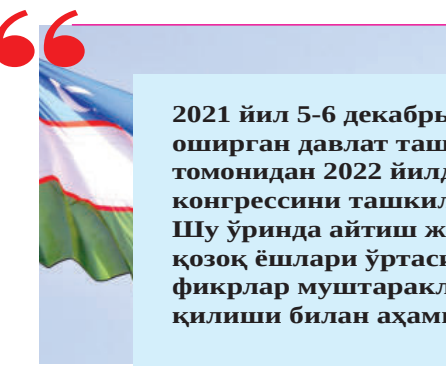 2021 йил 5-6 декабрь
оширган давлат таш
томонидан 2022 йилд
конгрессини ташкил
Шу ўринда айтиш ж
қозоқ ёшлари ўртаси
фикрлар муштаракл
қилиши билан аҳами